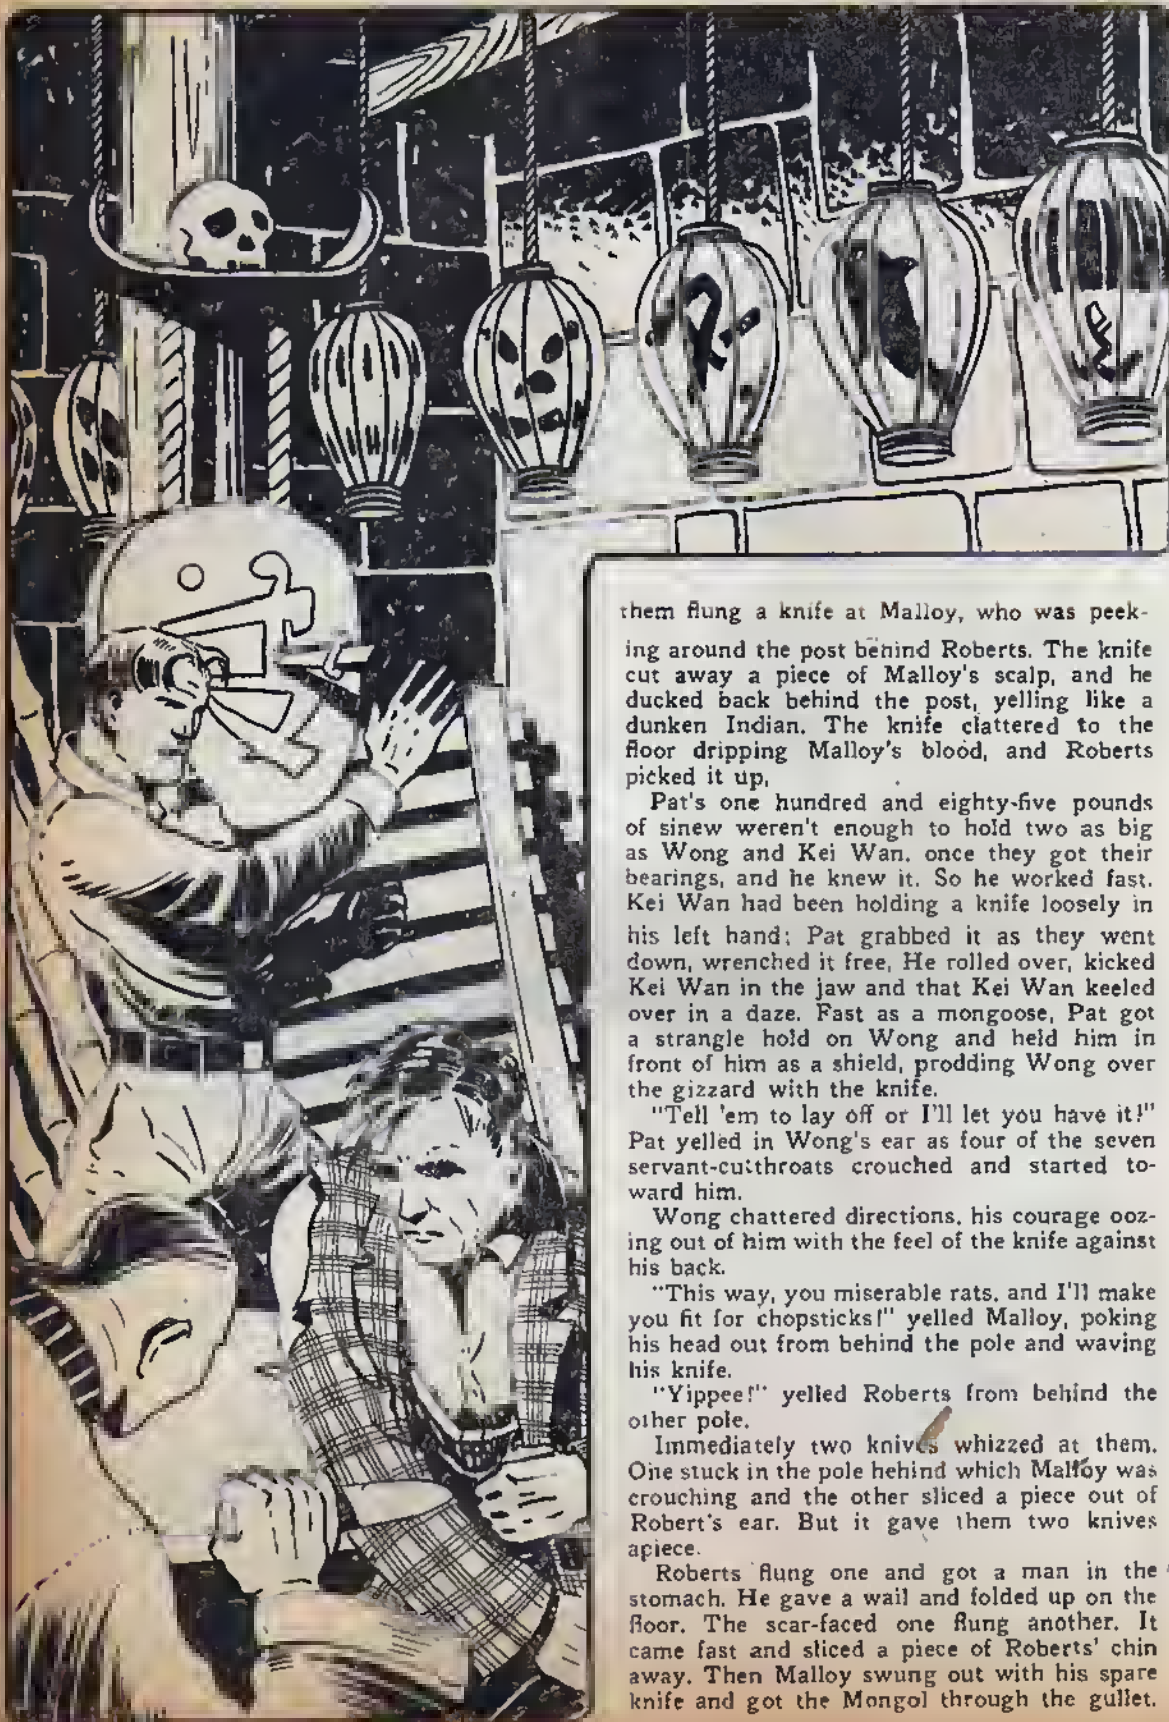 them flung a knife at Malloy, who was peek-
ing around the post behind Roberts. The knife
cut away a piece of Malloy's scalp, and he
ducked back behind the post, yelling like a
dunken Indian. The knife clattered to the
floor dripping Malloy's blood, and Roberts
picked it up,
Pat's one hundred and eighty-five pounds
of sinew weren't enough to hold two as big
as Wong and Kei Wan. once they got their
bearings, and he knew it. So he worked fast.
Kei Wan had been holding a knife loosely in
his left hand; Pat grabbed it as they went
down, wrenched it free, He rolled over, kicked
Kei Wan in the jaw and that Kei Wan keeled
over in a daze. Fast as a mongoose, Pat got
a strangle hold on Wong and held him in
front of him as a shield, prodding Wong over
the gizzard with the knife.
"Tell 'em to lay off or I'll let you have it!"
Pat yelled in Wong's ear as four of the seven
servant-cutthroats crouched and started to-
ward him.
Wong chattered directions, his courage ooz-
ing out of him with the feel of the knife against
his back.
"This way, you miserable rats, and I'll make
you fit for chopsticks!" yelled Malloy, poking
his head out from behind the pole and waving
his knife.
"Yippee!" yelled Roberts from behind the
other pole.
Immediately two knives whizzed at them.
One stuck in the pole hehind which Malloy was
crouching and the other sliced a piece out of
Robert's ear. But it gave them two knives
apiece.
Roberts flung one and got a man in the
stomach. He gave a wail and folded up on the
floor. The scar-faced one flung another. It
came fast and sliced a piece of Roberts' chin
away. Then Malloy swung out with his spare
knife and got the Mongol through the gullet.